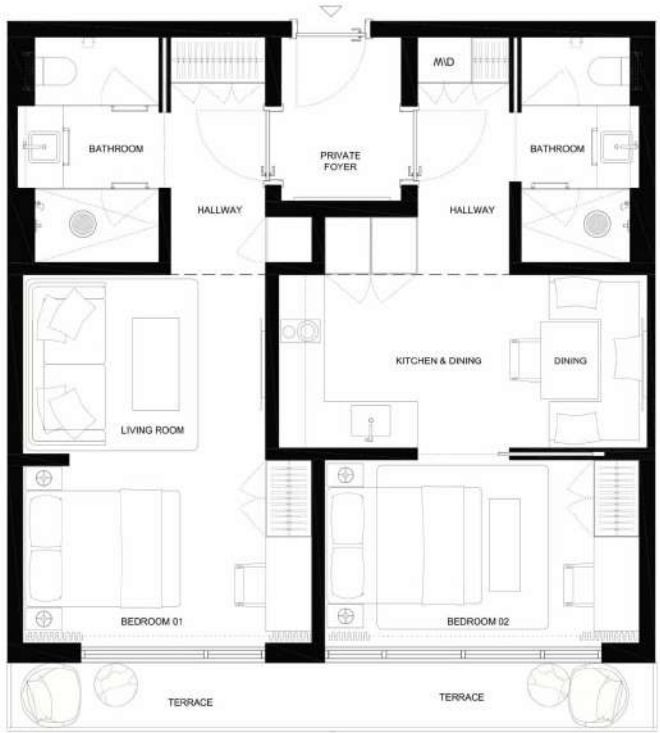 M\D
BATHROOM
PRIVATE
FOYER
BATHROOM
HALLWAY
HALLWAY
KITCHEN & DINING
DINING
LIVING ROOM
BEDROOM 01
BEDROOM 02
TERRACE
TERRACE